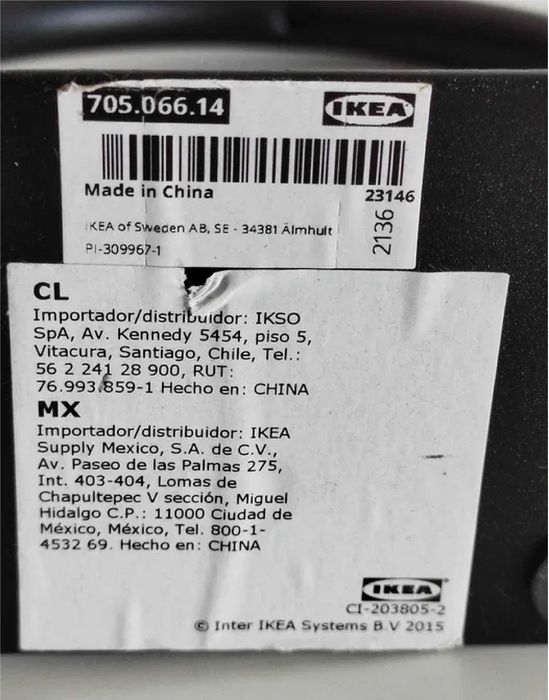 705.066.14
IKEA
Made in China
23146
IKEA of Sweden AB, SE - 34381 Älmhult
2136
PI-309967-1
CL
Importador/distribuidor: IKSO
SpA, Av. Kennedy 5454, piso 5,
Vitacura, Santiago, Chile, Tel.:
56 2 241 28 900, RUT:
76.993.859-1 Hecho en: CHINA
MX
Importador/distribuidor: IKEA
Supply Mexico, S.A. de C.V.,
Av. Paseo de las Palmas 275,
Int. 403-404, Lomas de
Chapultepec V sección, Miguel
Hidalgo C.P.: 11000 Ciudad de
México, México, Tel. 800-1-
4532 69. Hecho en: CHINA
IKEA
CI-203805-2
© Inter IKEA Systems B.V 2015